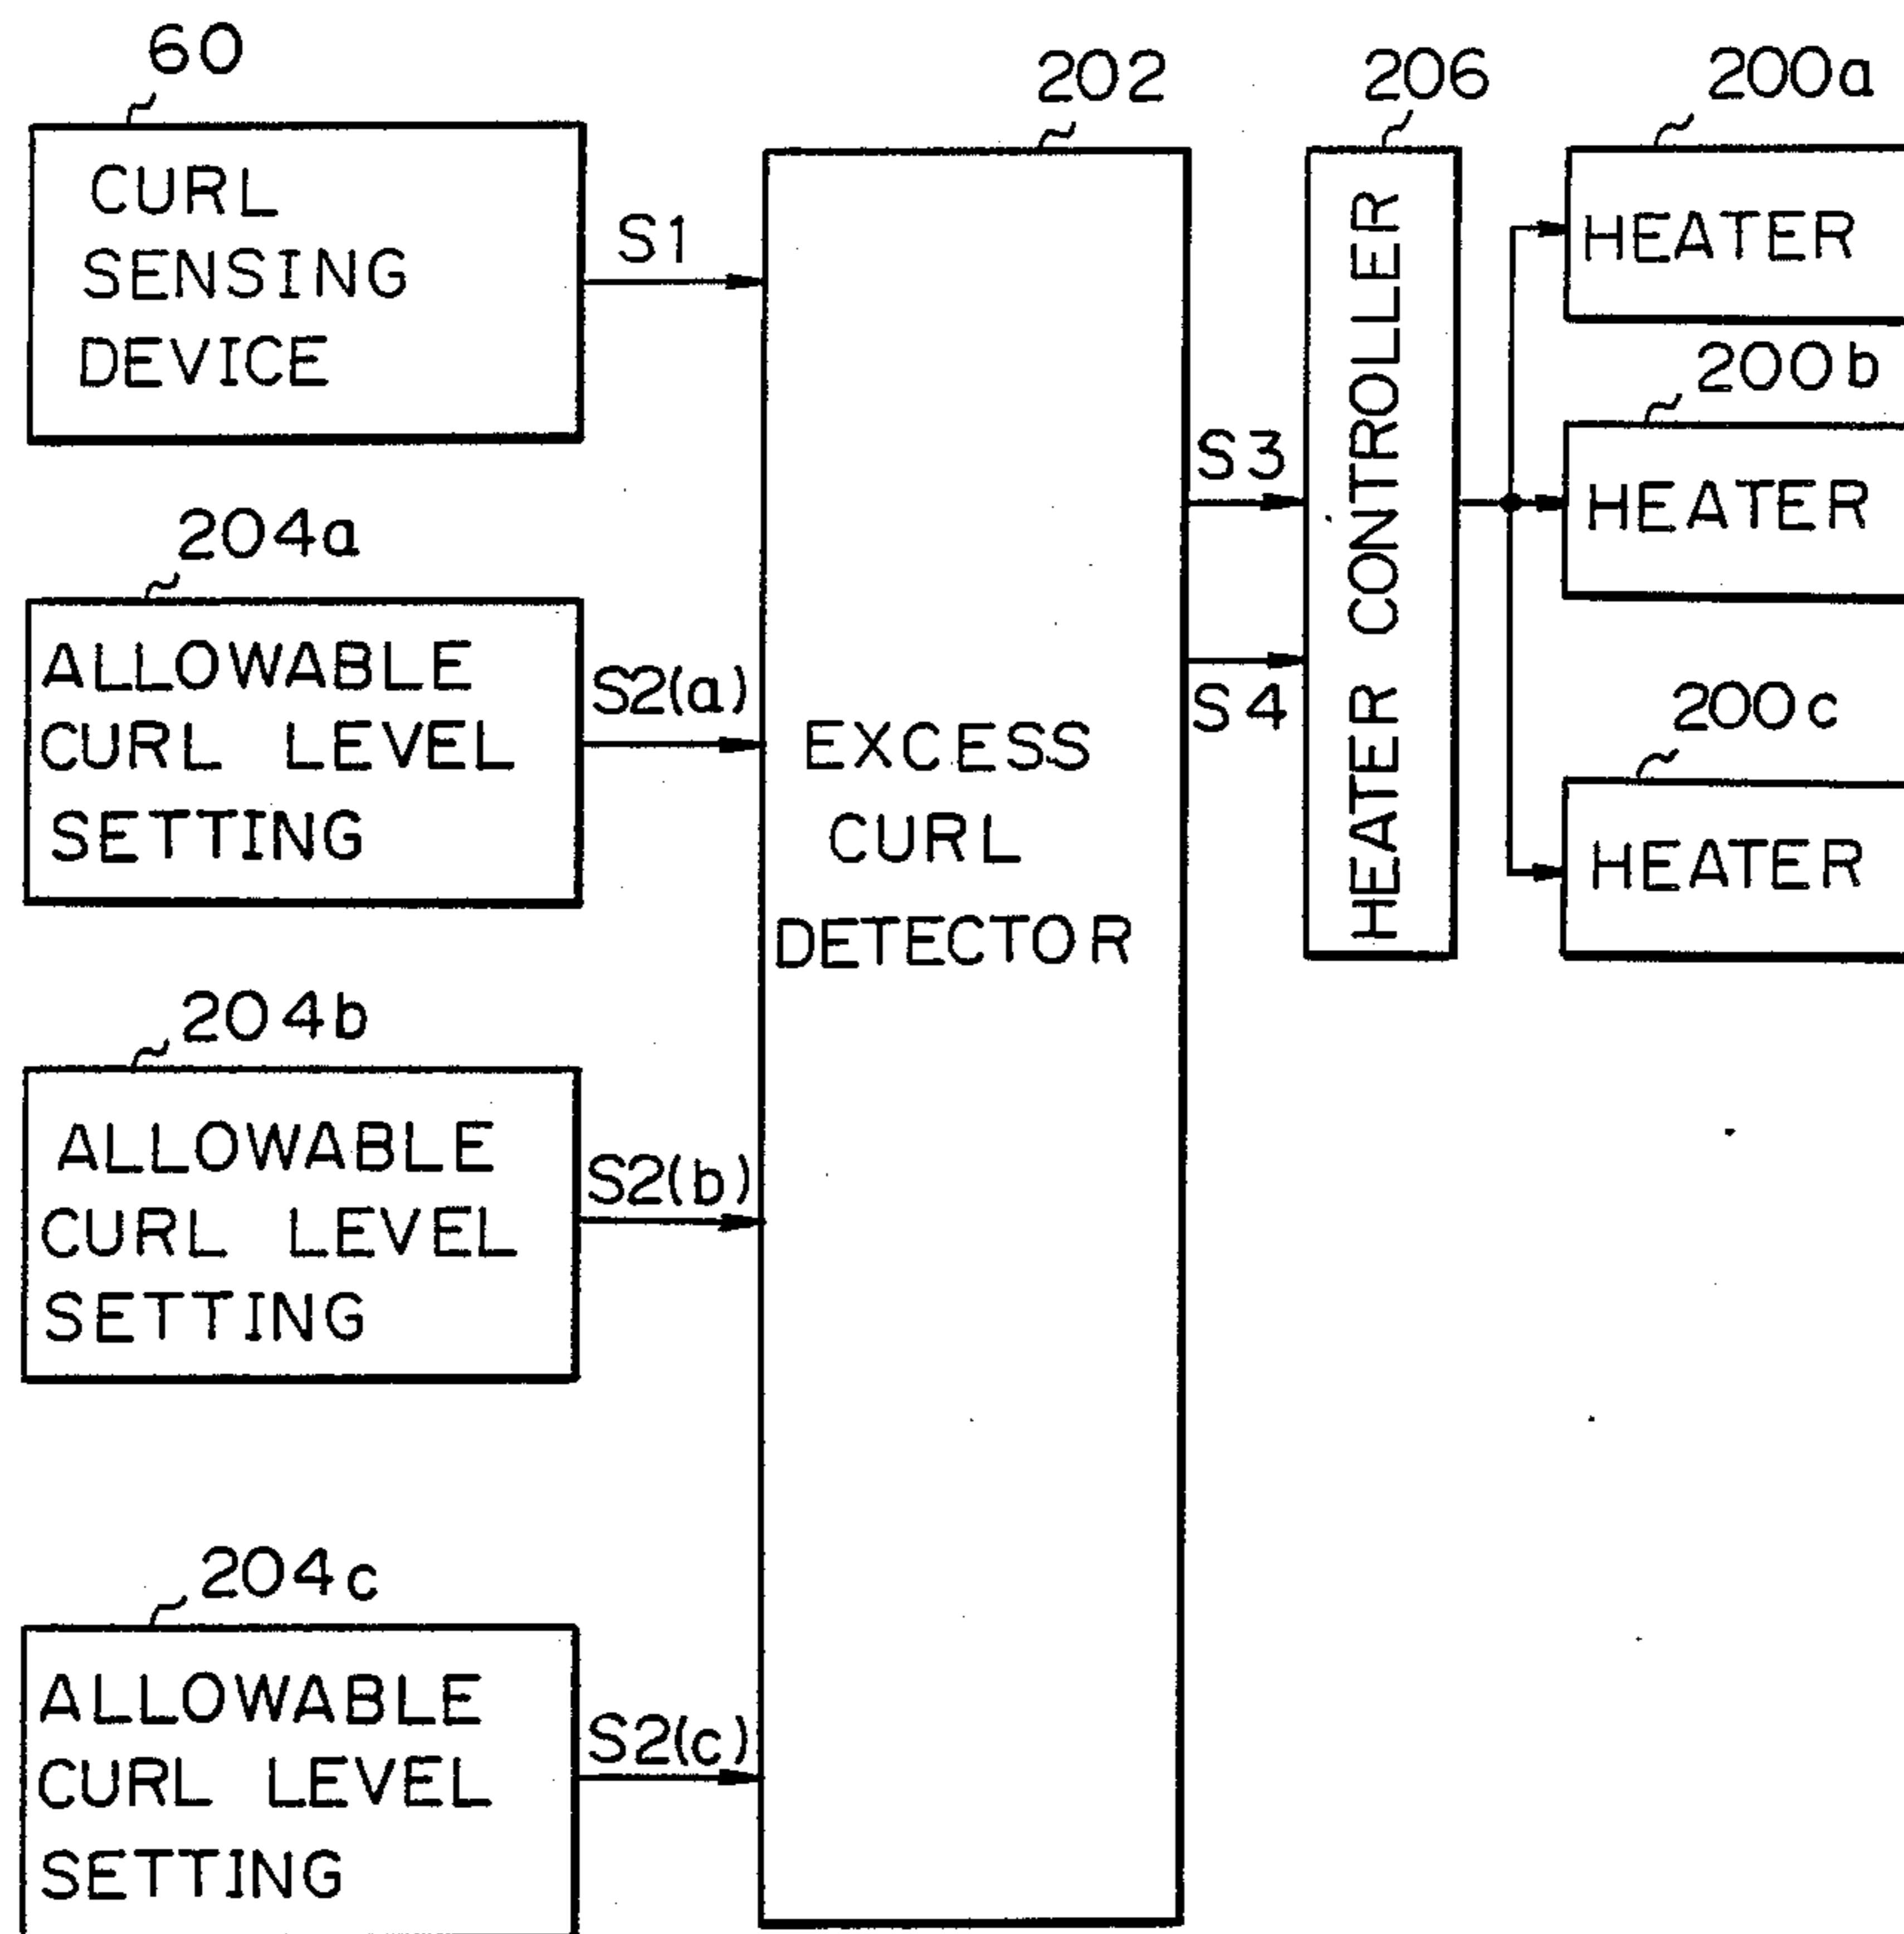 60
CURL
SENSING
DEVICE
S1
204a
ALLOWABLE
CURL LEVEL
SETTING
S2(a)
204b
ALLOWABLE
CURL LEVEL
SETTING
S2(b)
204c
ALLOWABLE
CURL LEVEL
SETTING
S2(c)
202
EXCESS
CURL
DETECTOR
S3
S4
206
HEATER CONTROLLER
200a
HEATER
200b
HEATER
200c
HEATER